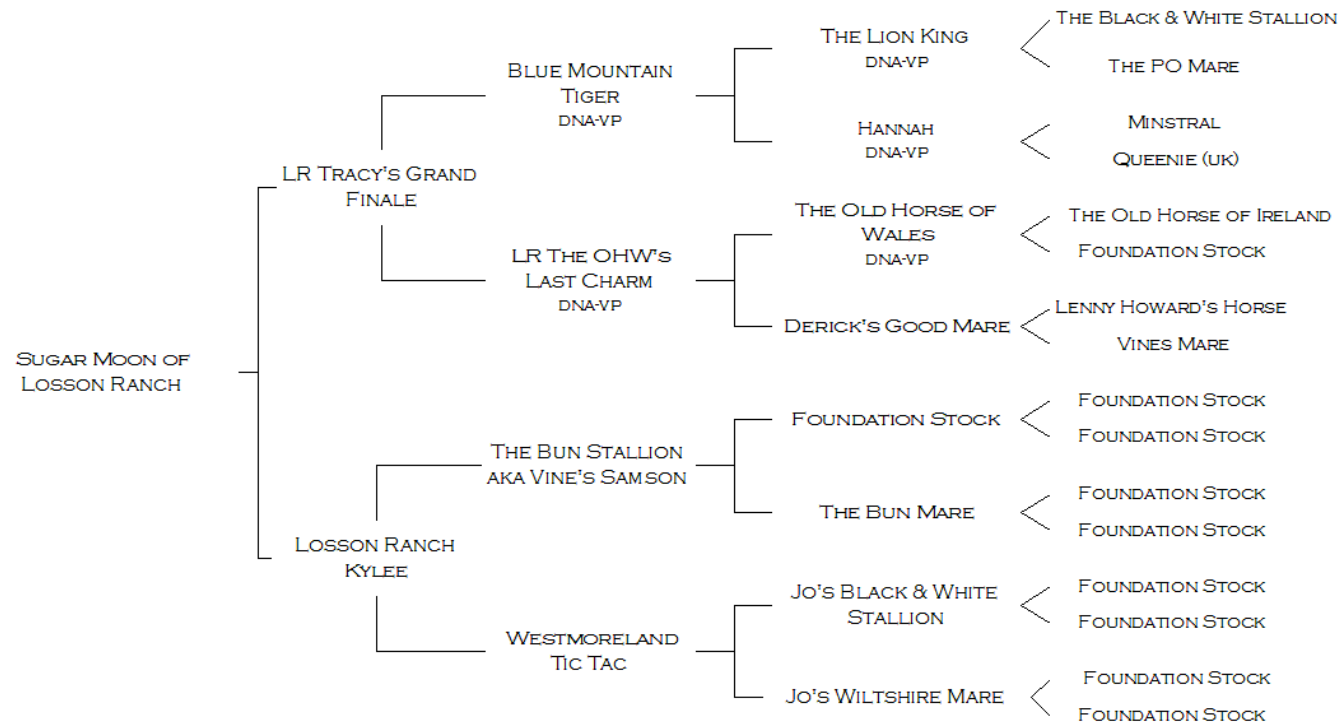 The Black & White Stallion
The Lion King
DNA-VP
The PO Mare
Blue Mountain
Tiger
DNA-VP
Hannah
DNA-VP
Minstral
Queenie (UK)
LR Tracy's Grand
Finale
The Old Horse of
Wales
DNA-VP
The Old Horse of Ireland
Foundation Stock
LR The OHW's
Last Charm
DNA-VP
Derick's Good Mare
Lenny Howard's Horse
Vines Mare
Sugar Moon of
Losson Ranch
Foundation Stock
Foundation Stock
Foundation Stock
The Bun Stallion
aka Vine's Samson
The Bun Mare
Foundation Stock
Foundation Stock
Losson Ranch
Kylee
Jo's Black & White
Stallion
Foundation Stock
Foundation Stock
Westmoreland
Tic Tac
Jo's Wiltshire Mare
Foundation Stock
Foundation Stock